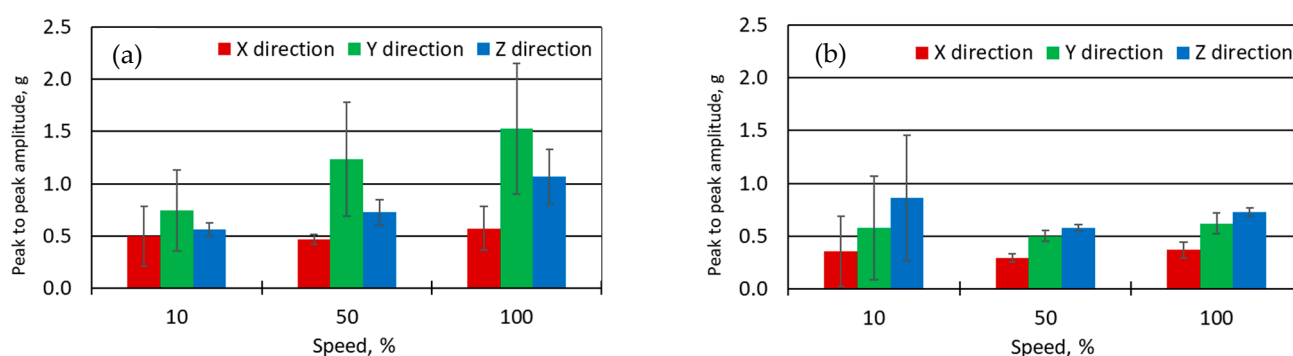 (a)
X direction Y direction Z direction
Peak to peak amplitude, g
2.5
2.0
1.5
1.0
0.5
0.0
10 50 100
Speed, %
(b)
X direction Y direction Z direction
Peak to peak amplitude, g
2.5
2.0
1.5
1.0
0.5
0.0
10 50 100
Speed, %